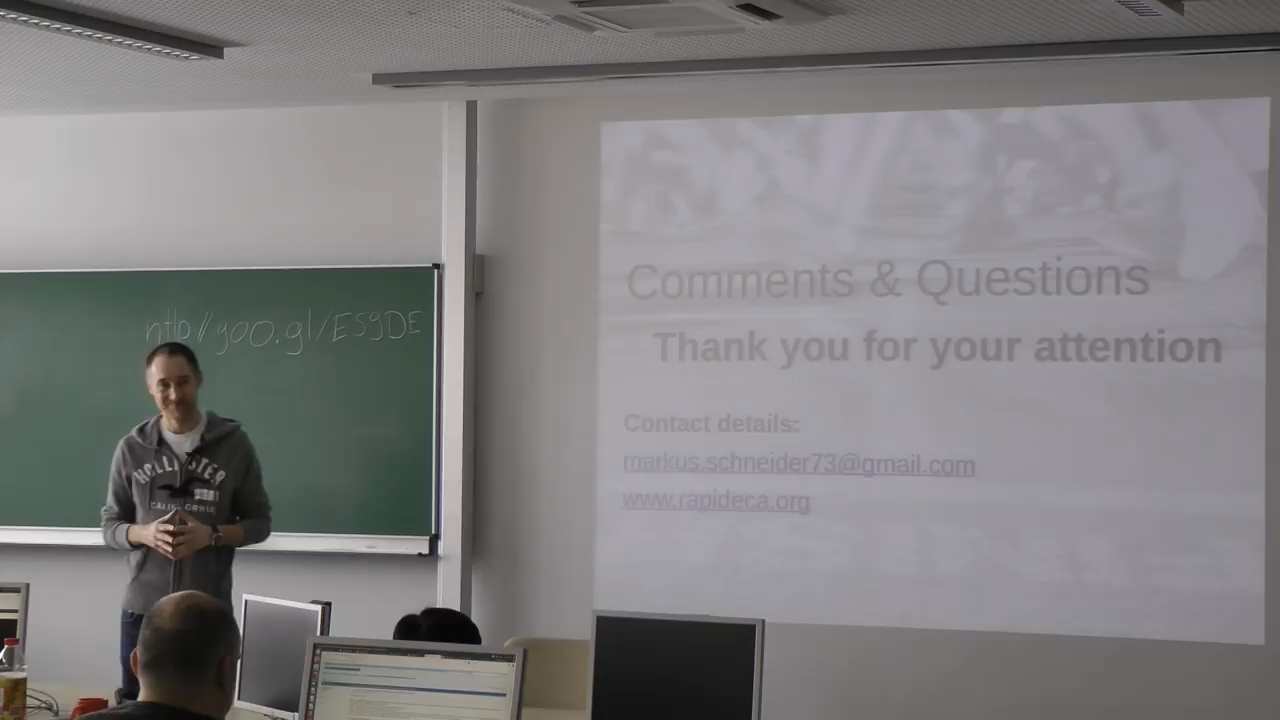 http://goo.gl/ES9DE
HOLLISTER
CALIFORNIA
Comments & Questions
Thank you for your attention
Contact details:
markus.schneider73@gmail.com
www.rapideca.org